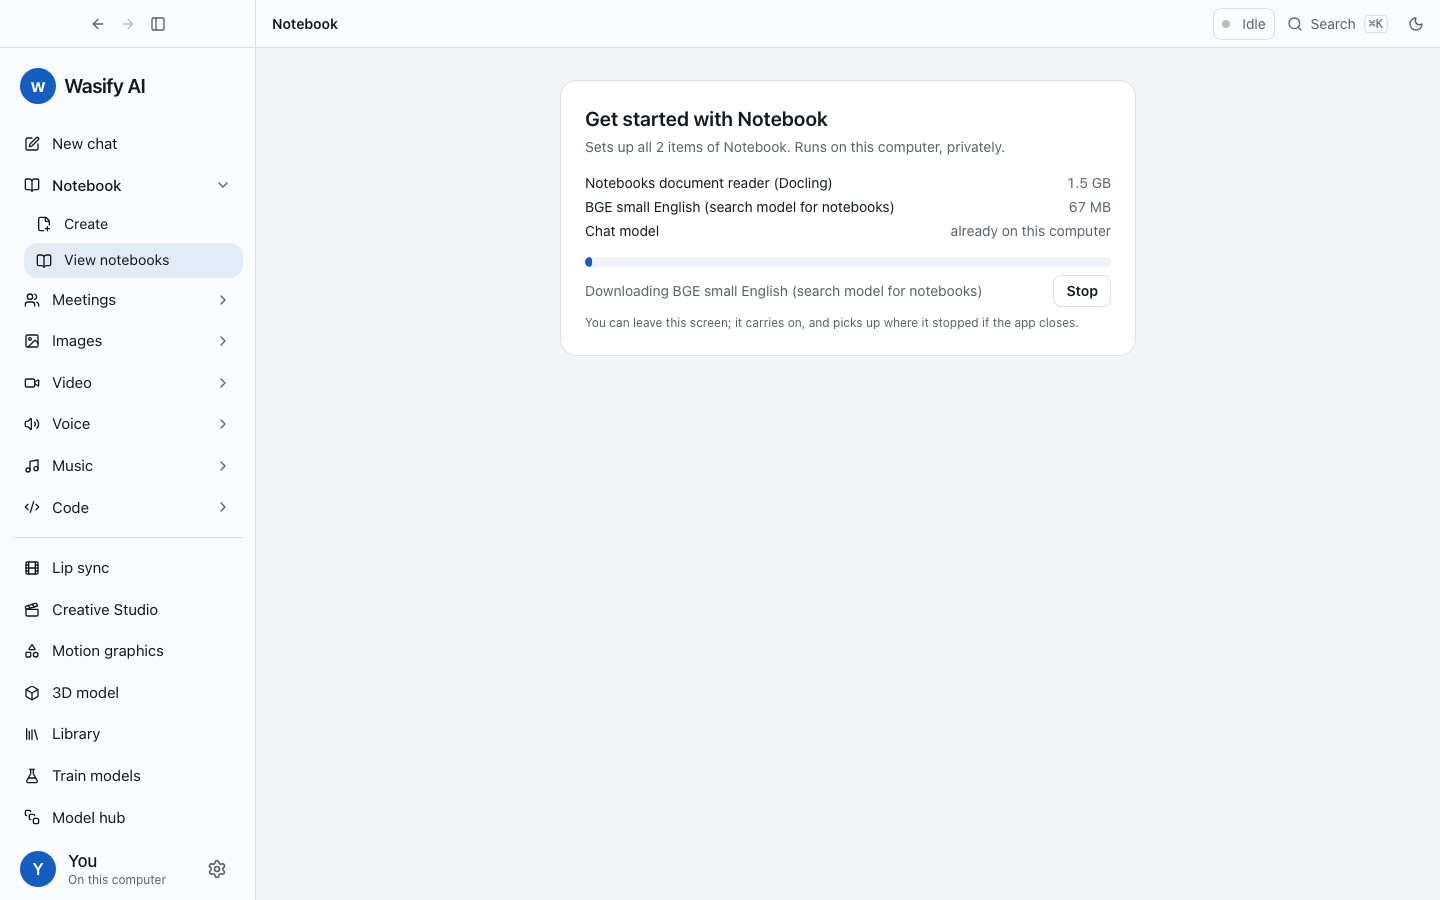 Notebook
Idle
Search ⌘K
W
Wasify AI
New chat
Notebook
Create
View notebooks
Meetings
Images
Video
Voice
Music
Code
Lip sync
Creative Studio
Motion graphics
3D model
Library
Train models
Model hub
Y
You
On this computer
Get started with Notebook
Sets up all 2 items of Notebook. Runs on this computer, privately.
Notebooks document reader (Docling) 1.5 GB
BGE small English (search model for notebooks) 67 MB
Chat model already on this computer
Downloading BGE small English (search model for notebooks) Stop
You can leave this screen; it carries on, and picks up where it stopped if the app closes.